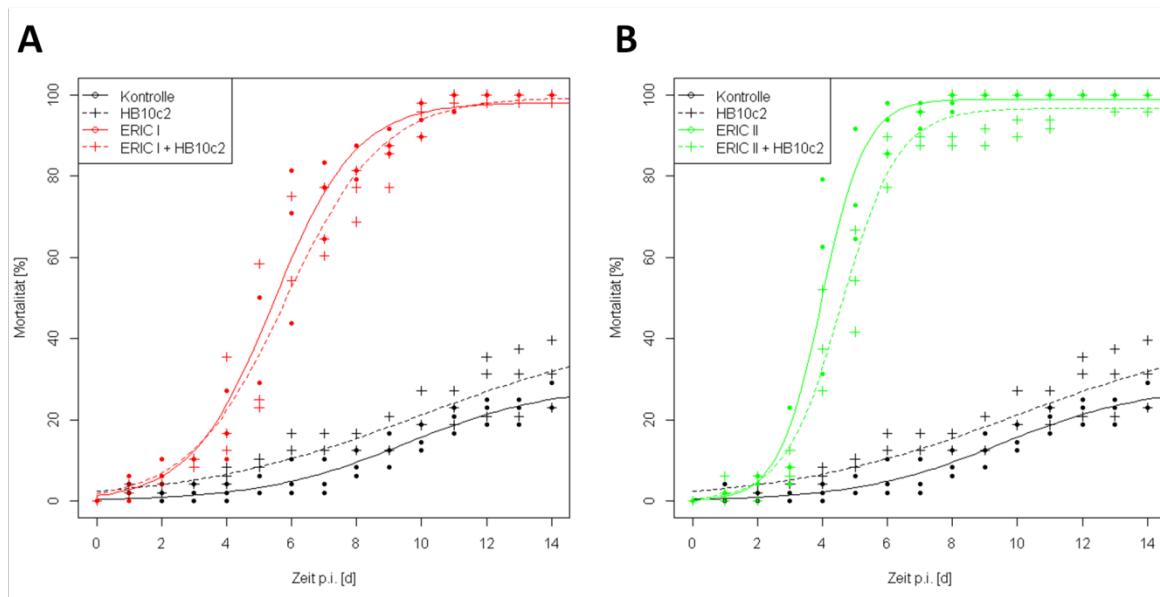 A
Mortalität [%]
100
80
60
40
20
0
Kontrolle
HB10c2
ERIC I
ERIC I + HB10c2
0 2 4 6 8 10 12 14
Zeit p.i. [d]
B
Mortalität [%]
100
80
60
40
20
0
Kontrolle
HB10c2
ERIC II
ERIC II + HB10c2
0 2 4 6 8 10 12 14
Zeit p.i. [d]